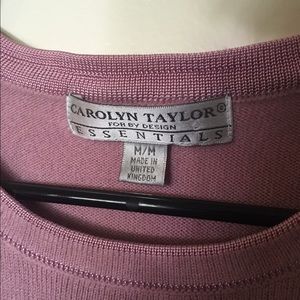 CAROLYN TAYLOR®
FOR BY DESIGN
ESSENTIALS
M/M
MADE IN
UNITED
KINGDOM